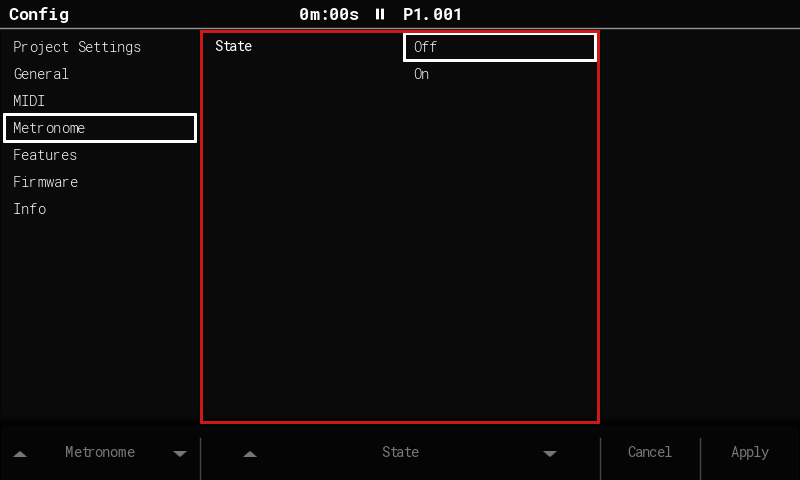 Config 0m:00s P1.001
Project Settings
General
MIDI
Metronome
Features
Firmware
Info
State
Off
On
Metronome State Cancel Apply